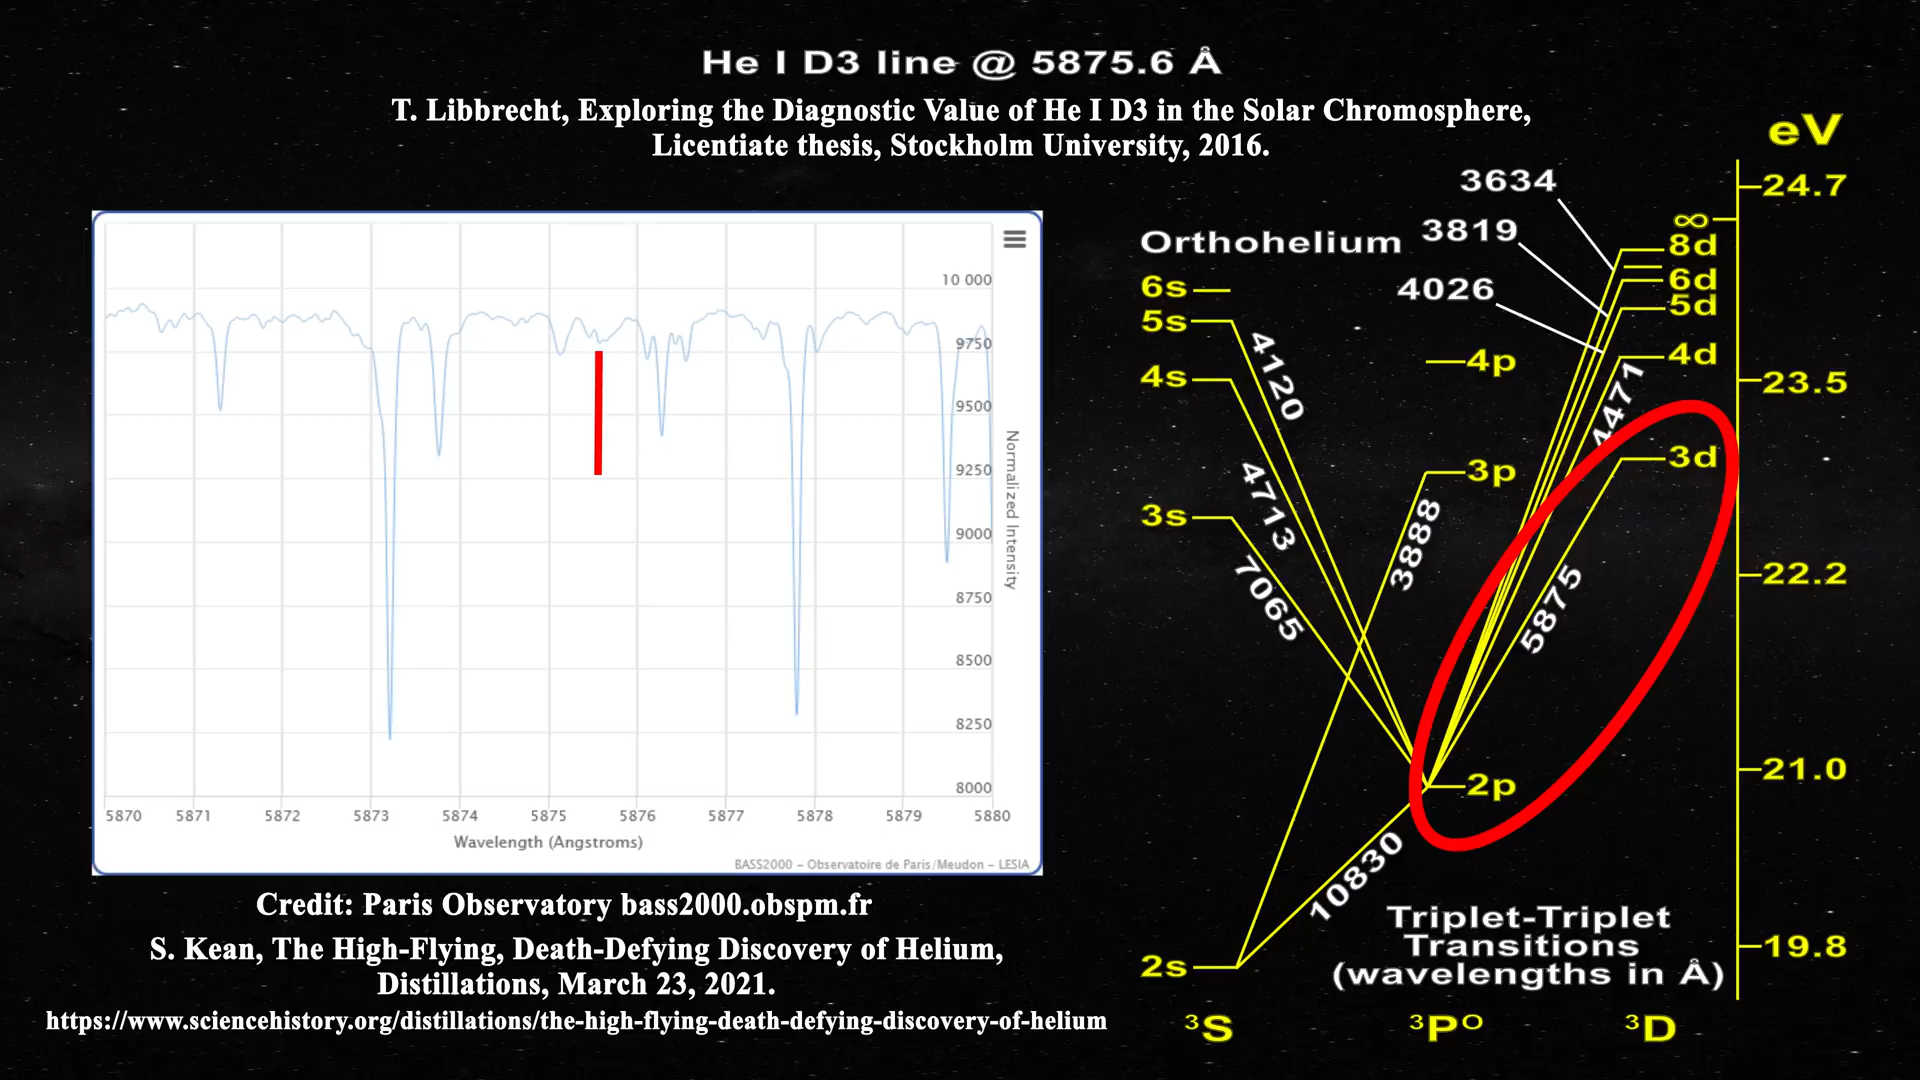 He I D3 line @ 5875.6 Å
T. Libbrecht, Exploring the Diagnostic Value of He I D3 in the Solar Chromosphere,
Licentiate thesis, Stockholm University, 2016.
10 000
9750
9500
9250
9000
8750
8500
8250
8000
Normalized Intensity
5870 5871 5872 5873 5874 5875 5876 5877 5878 5879 5880
Wavelength (Angstroms)
BASS2000 – Observatoire de Paris/Meudon – LESIA
Credit: Paris Observatory bass2000.obspm.fr
S. Kean, The High-Flying, Death-Defying Discovery of Helium,
Distillations, March 23, 2021.
https://www.sciencehistory.org/distillations/the-high-flying-death-defying-discovery-of-helium
eV
Orthohelium
6s
5s
4s
3s
2s
4120
4713
7065
3888
10830
4p
3p
2p
3634
3819
4026
4471
5875
∞
8d
6d
5d
4d
3d
24.7
23.5
22.2
21.0
19.8
Triplet-Triplet
Transitions
(wavelengths in Å)
³S ³Pᴼ ³D